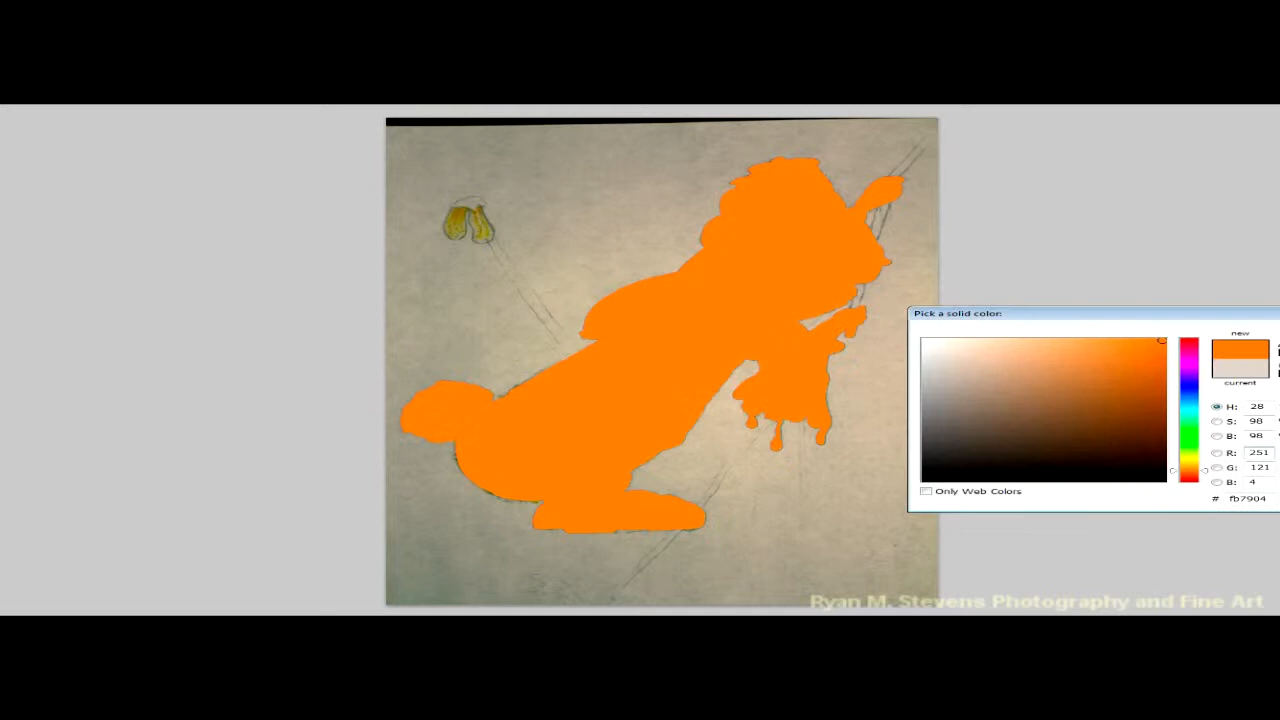 Pick a solid color:
new
current
H: 28
S: 98
B: 98
R: 251
G: 121
B: 4
# fb7904
Only Web Colors
Ryan M. Stevens Photography and Fine Art